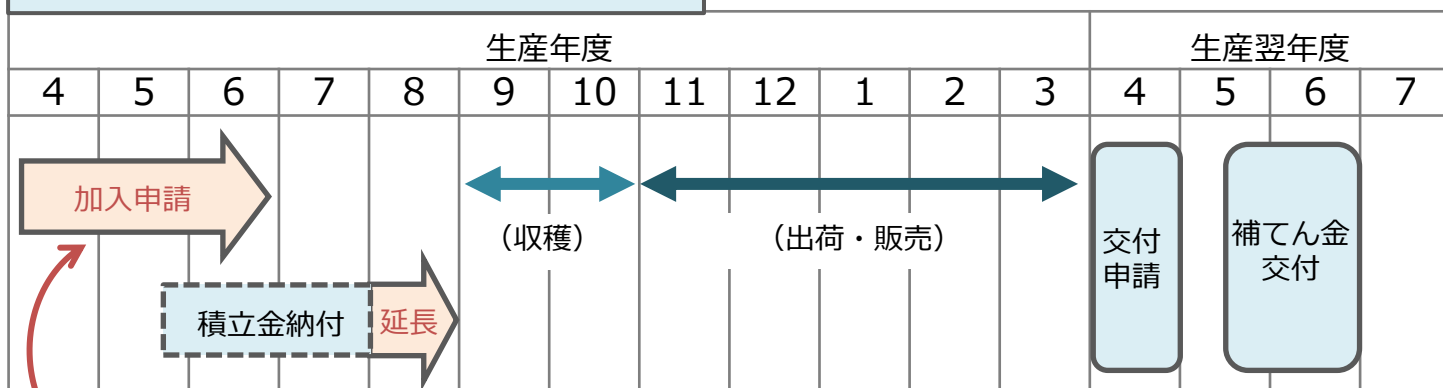 生産年度 生産翌年度
4 5 6 7 8 9 10 11 12 1 2 3 4 5 6 7
加入申請
(収穫)
(出荷・販売)
交付
申請
補てん金
交付
積立金納付
延長